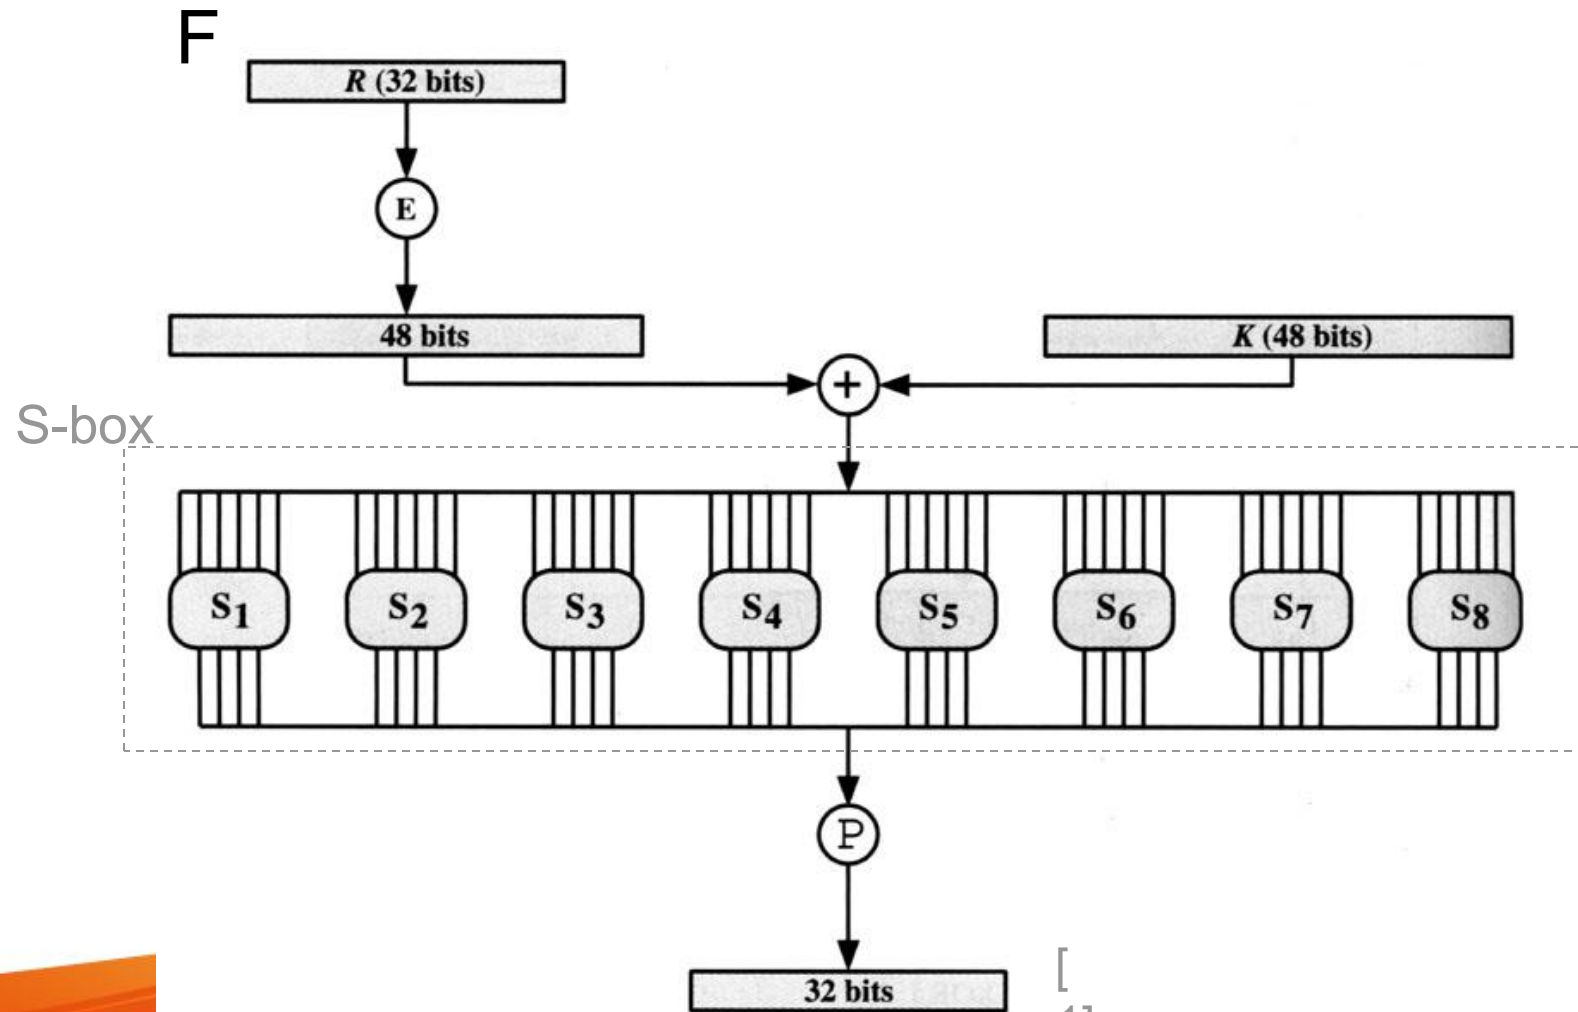 F
R (32 bits)
E
48 bits
K (48 bits)
+
S-box
S1 S2 S3 S4 S5 S6 S7 S8
P
32 bits
[